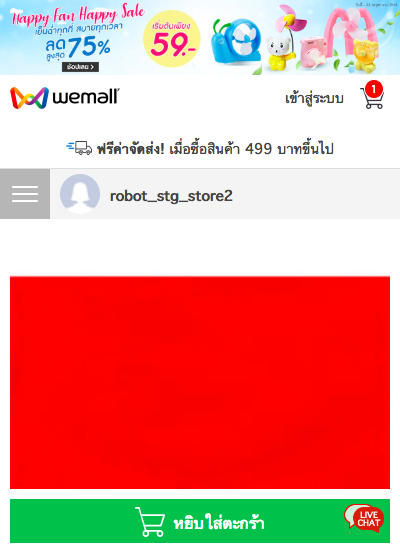 Happy Fan Happy Sale
เย็นฉ่ำทุกที่ สบายทุกเวลา
ลด
สูงสุด 75%
ช้อปเลย >
เริ่มต้นเพียง
59.-
wemall
เข้าสู่ระบบ
1
ฟรีค่าจัดส่ง! เมื่อซื้อสินค้า 499 บาทขึ้นไป
robot_stg_store2
หยิบใส่ตะกร้า
LIVE
CHAT